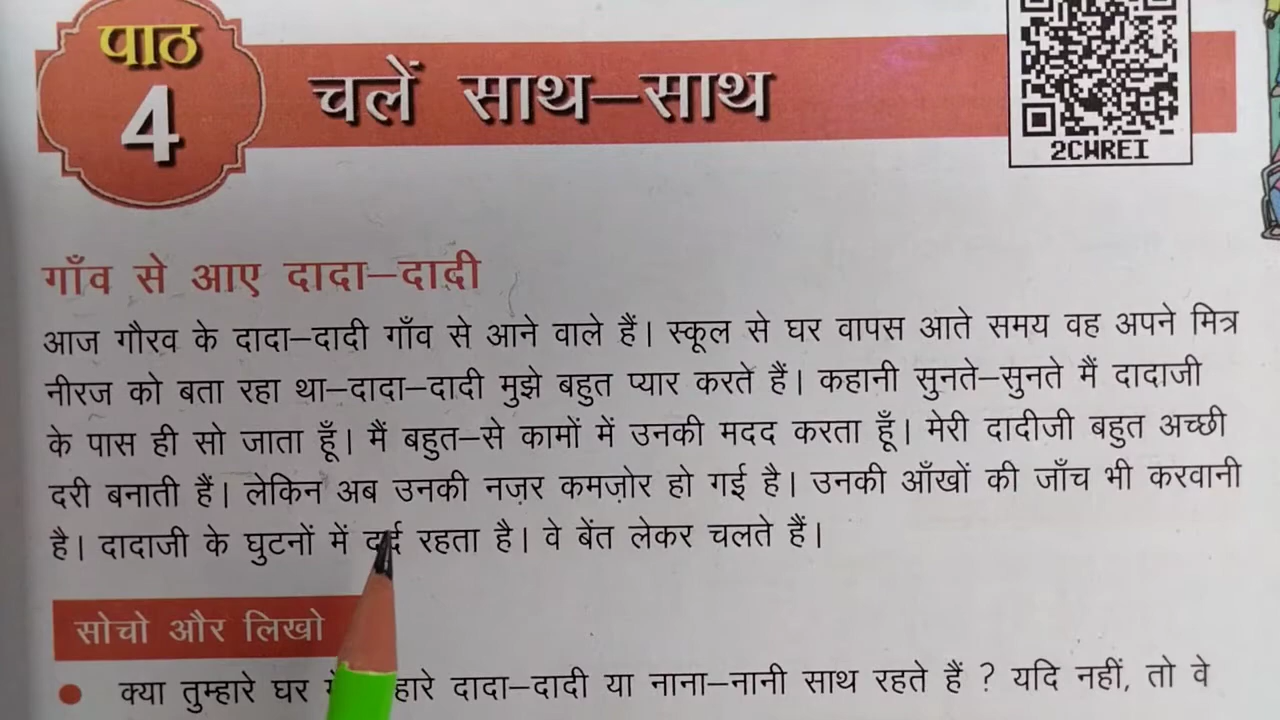 पाठ
4
चलें साथ–साथ
2CWREI
गाँव से आए दादा–दादी
आज गौरव के दादा–दादी गाँव से आने वाले हैं। स्कूल से घर वापस आते समय वह अपने मित्र
नीरज को बता रहा था–दादा–दादी मुझे बहुत प्यार करते हैं। कहानी सुनते–सुनते मैं दादाजी
के पास ही सो जाता हूँ। मैं बहुत–से कामों में उनकी मदद करता हूँ। मेरी दादीजी बहुत अच्छी
दरी बनाती हैं। लेकिन अब उनकी नज़र कमज़ोर हो गई है। उनकी आँखों की जाँच भी करवानी
है। दादाजी के घुटनों में दर्द रहता है। वे बेंत लेकर चलते हैं।
सोचो और लिखो
● क्या तुम्हारे घर दादा–दादी या नाना–नानी साथ रहते हैं ? यदि नहीं, तो वे